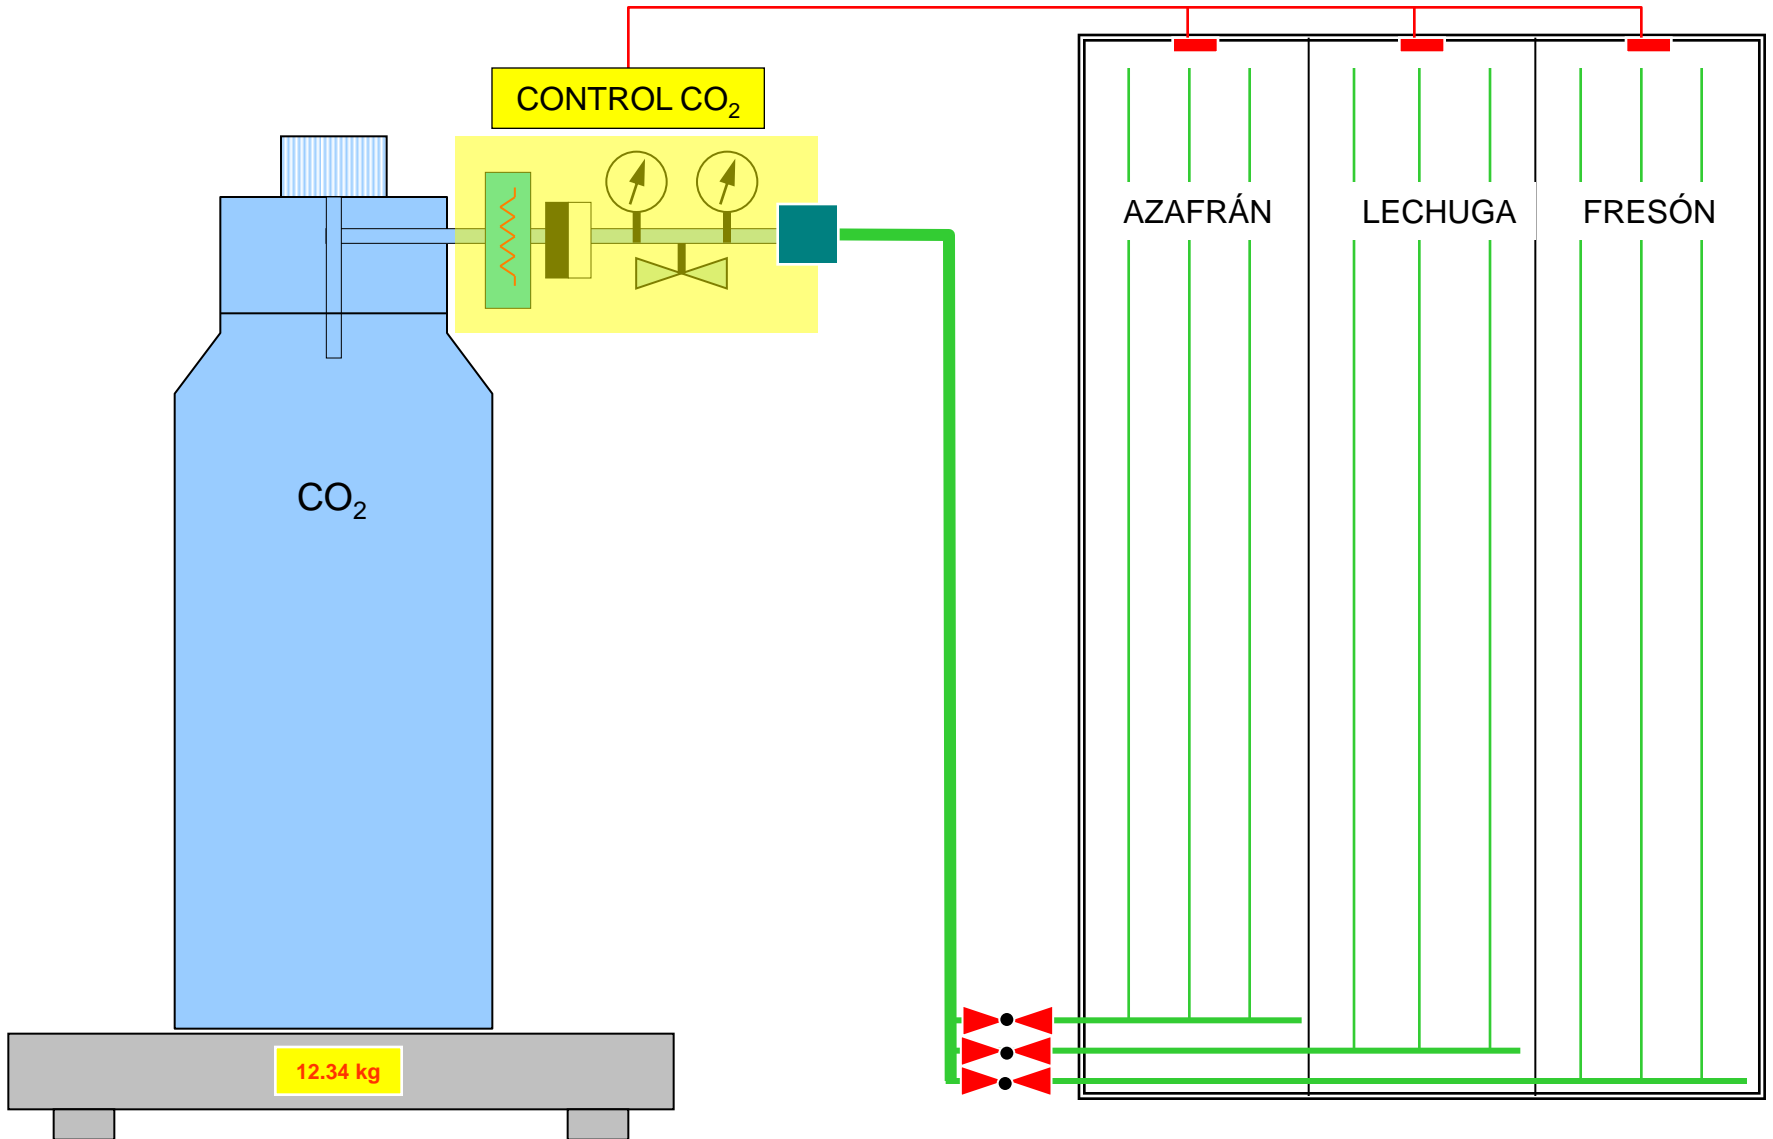 CONTROL CO₂
AZAFRÁN
LECHUGA
FRESÓN
CO₂
12.34 kg